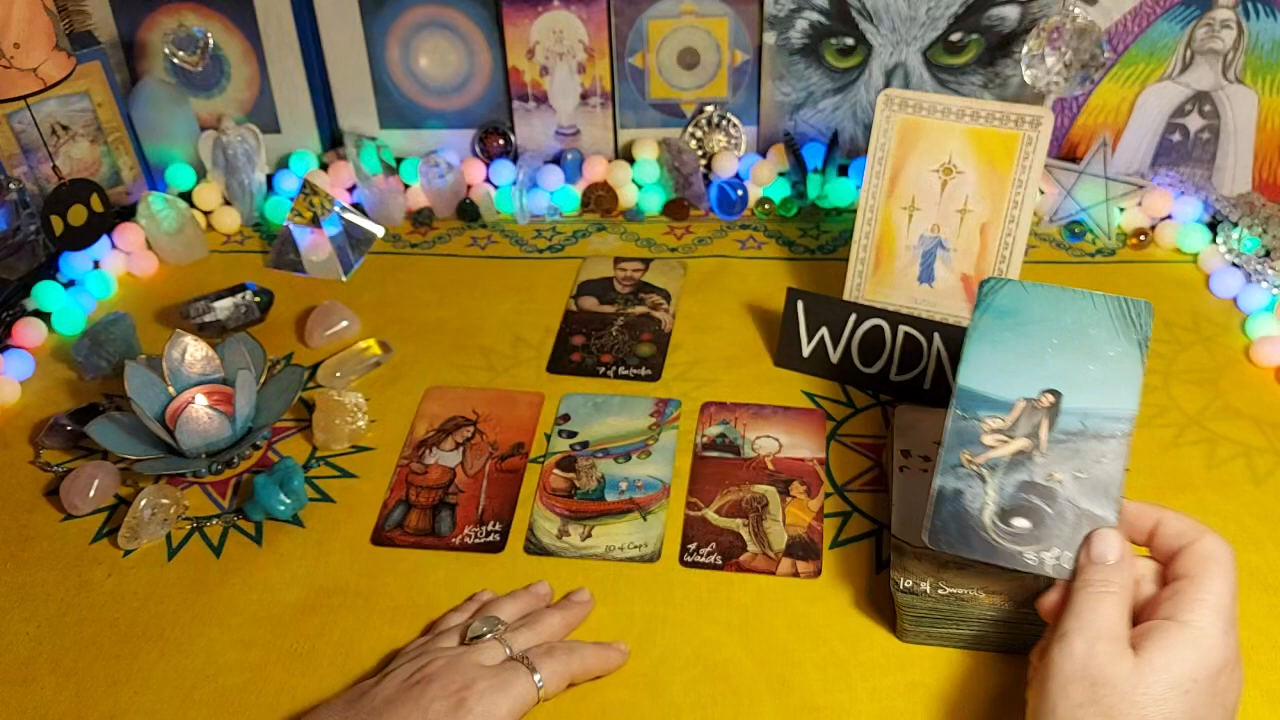 7 of Pentacles
WODN
Knight
of Wands
10 of Cups
4 of
Wands
10 of Swords